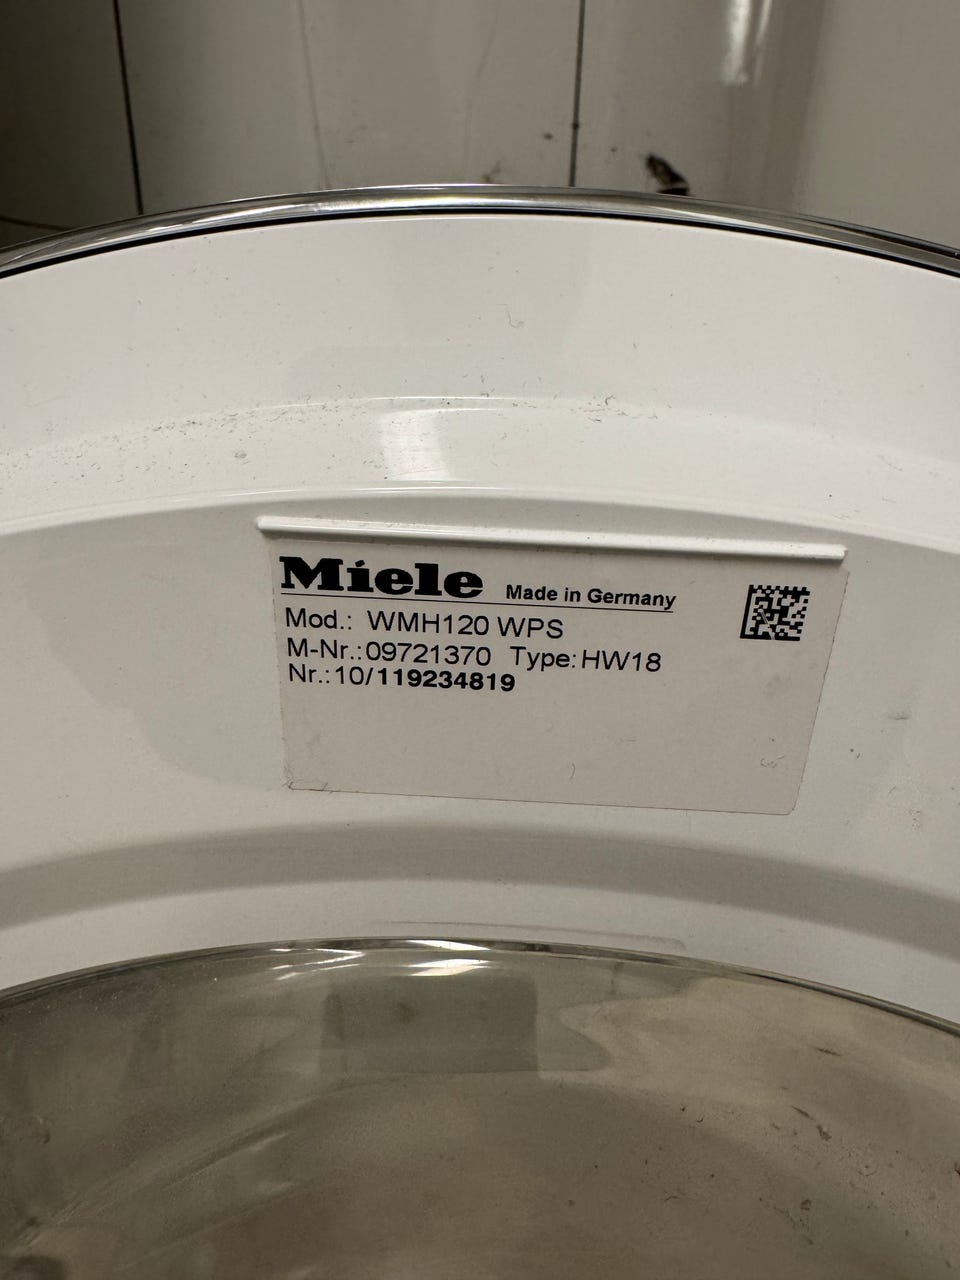 Miele Made in Germany
Mod.: WMH120 WPS
M-Nr.:09721370 Type:HW18
Nr.:10/119234819